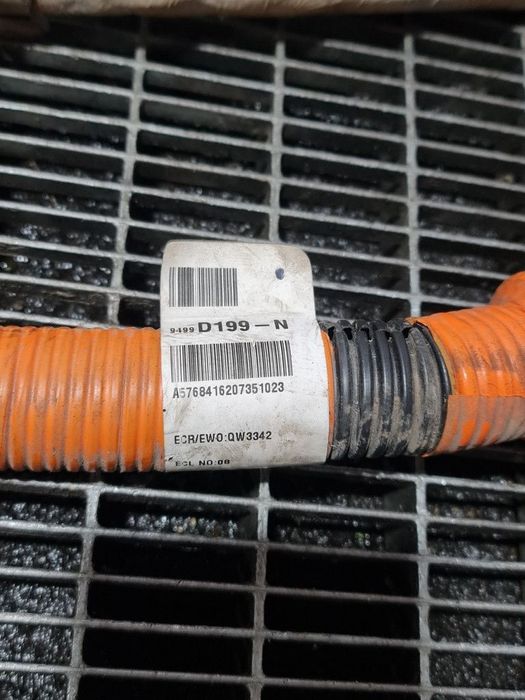 9499 D199-N
A5768416207351023
ECR/EWO:QW3342
ECL NO:08